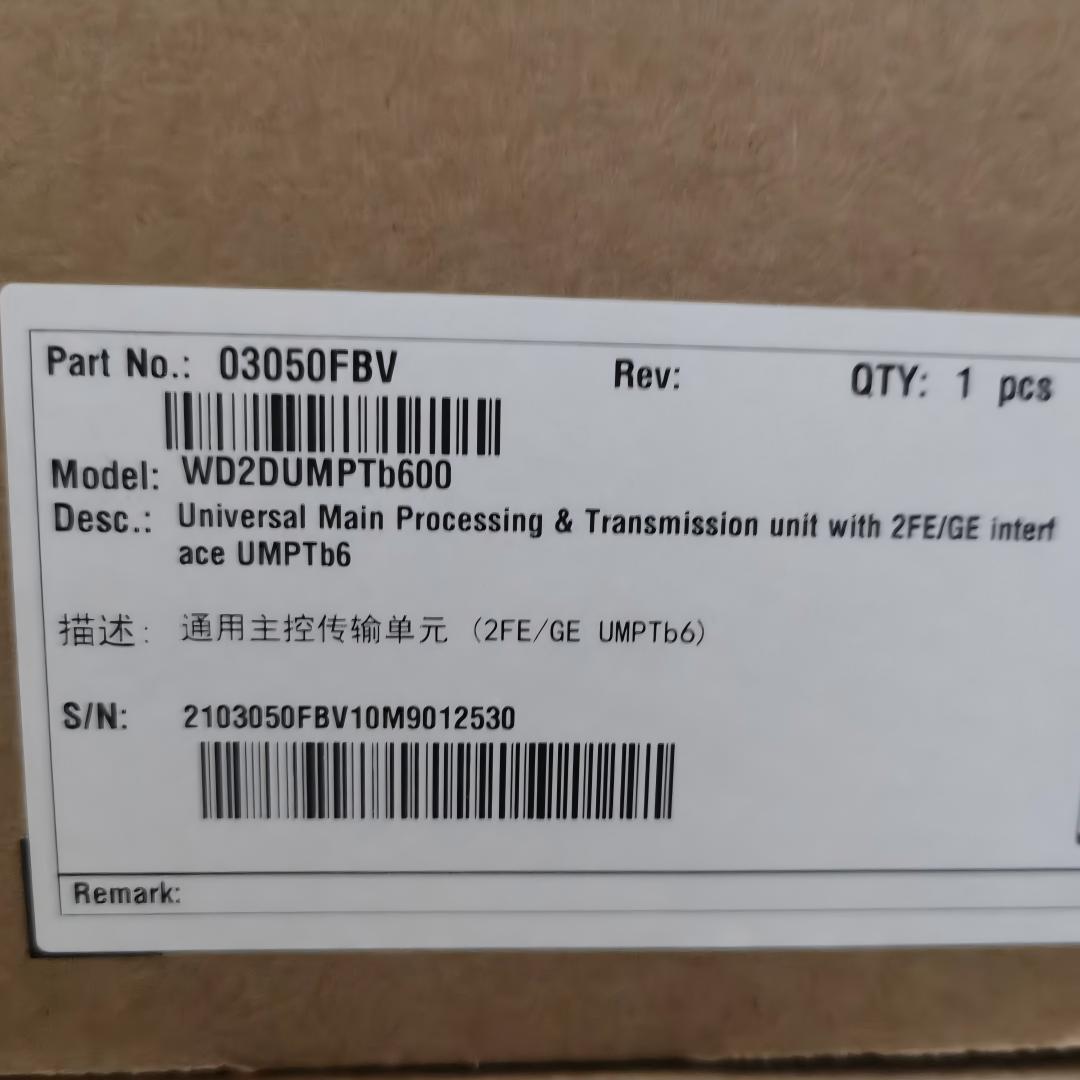 Part No.: 03050FBV Rev: QTY: 1 pcs
Model: WD2DUMPTb600
Desc.: Universal Main Processing & Transmission unit with 2FE/GE interf
ace UMPTb6
描述: 通用主控传输单元 (2FE/GE UMPTb6)
S/N: 2103050FBV10M9012530
Remark: